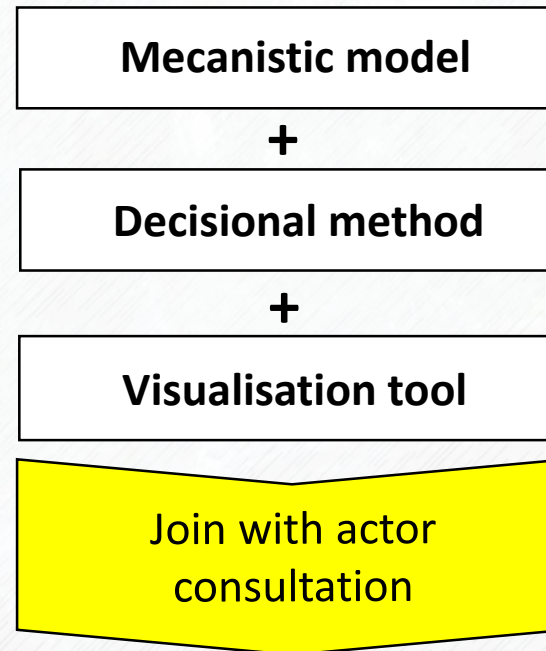 Mecanistic model
+
Decisional method
+
Visualisation tool
Join with actor
consultation